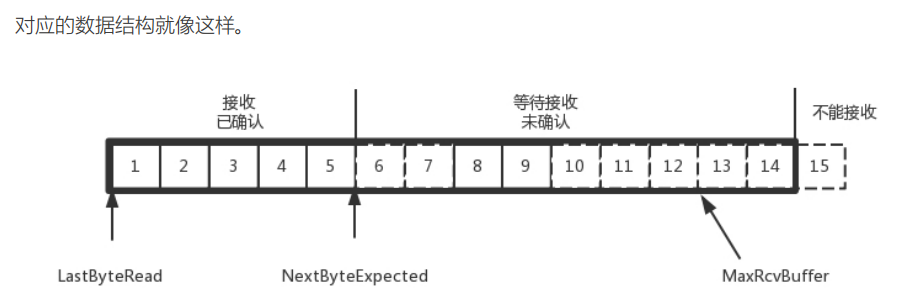 对应的数据结构就像这样。
接收
已确认
等待接收
未确认
不能接收
1 2 3 4 5 6 7 8 9 10 11 12 13 14 15
LastByteRead
NextByteExpected
MaxRcvBuffer